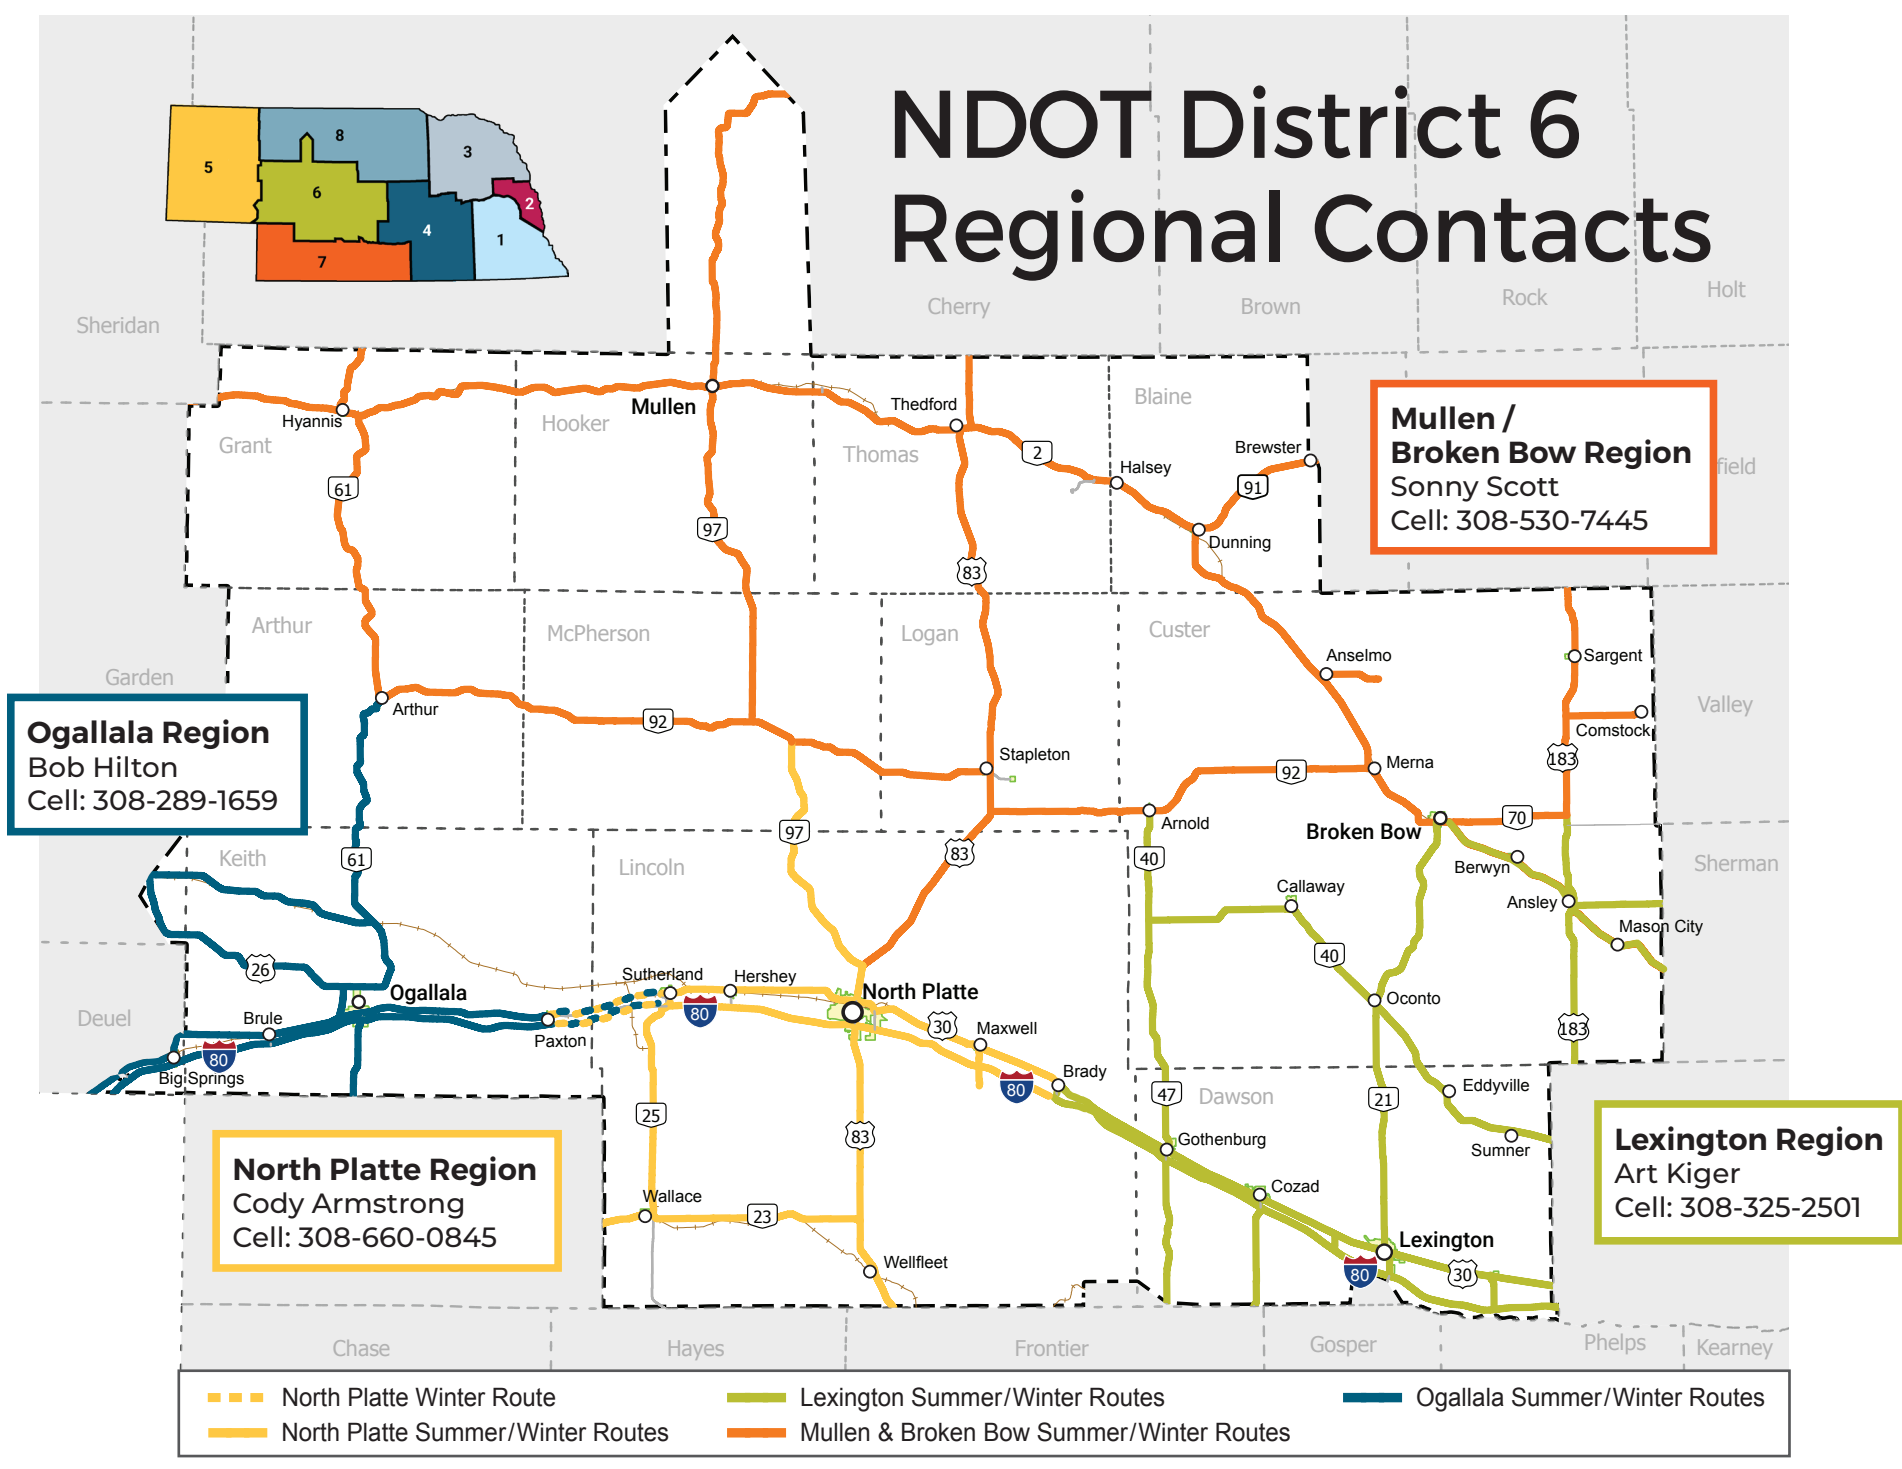 NDOT District 6
Regional Contacts
8
5
3
6
2
4
1
7
Sheridan
Cherry
Brown
Rock
Holt
Mullen /
Broken Bow Region
Sonny Scott
Cell: 308-530-7445
field
Blaine
Hooker
Grant
Thomas
Hyannis
Mullen
Thedford
Brewster
Halsey
Dunning
2
91
61
97
83
Arthur
McPherson
Logan
Custer
Garden
Valley
Anselmo
Sargent
Comstock
Arthur
92
Stapleton
Merna
92
183
Ogallala Region
Bob Hilton
Cell: 308-289-1659
Arnold
Broken Bow
70
97
83
40
61
Keith
Lincoln
Sherman
Berwyn
Callaway
Ansley
Mason City
26
40
Sutherland
Hershey
North Platte
Ogallala
Oconto
80
30
Maxwell
183
Deuel
Brule
Paxton
80
Big Springs
Brady
80
Eddyville
47
21
Dawson
25
83
Gothenburg
Sumner
North Platte Region
Cody Armstrong
Cell: 308-660-0845
Lexington Region
Art Kiger
Cell: 308-325-2501
Wallace
23
Cozad
Lexington
Wellfleet
80
30
Chase
Hayes
Frontier
Gosper
Phelps
Kearney
North Platte Winter Route
Lexington Summer/Winter Routes
Ogallala Summer/Winter Routes
North Platte Summer/Winter Routes
Mullen & Broken Bow Summer/Winter Routes